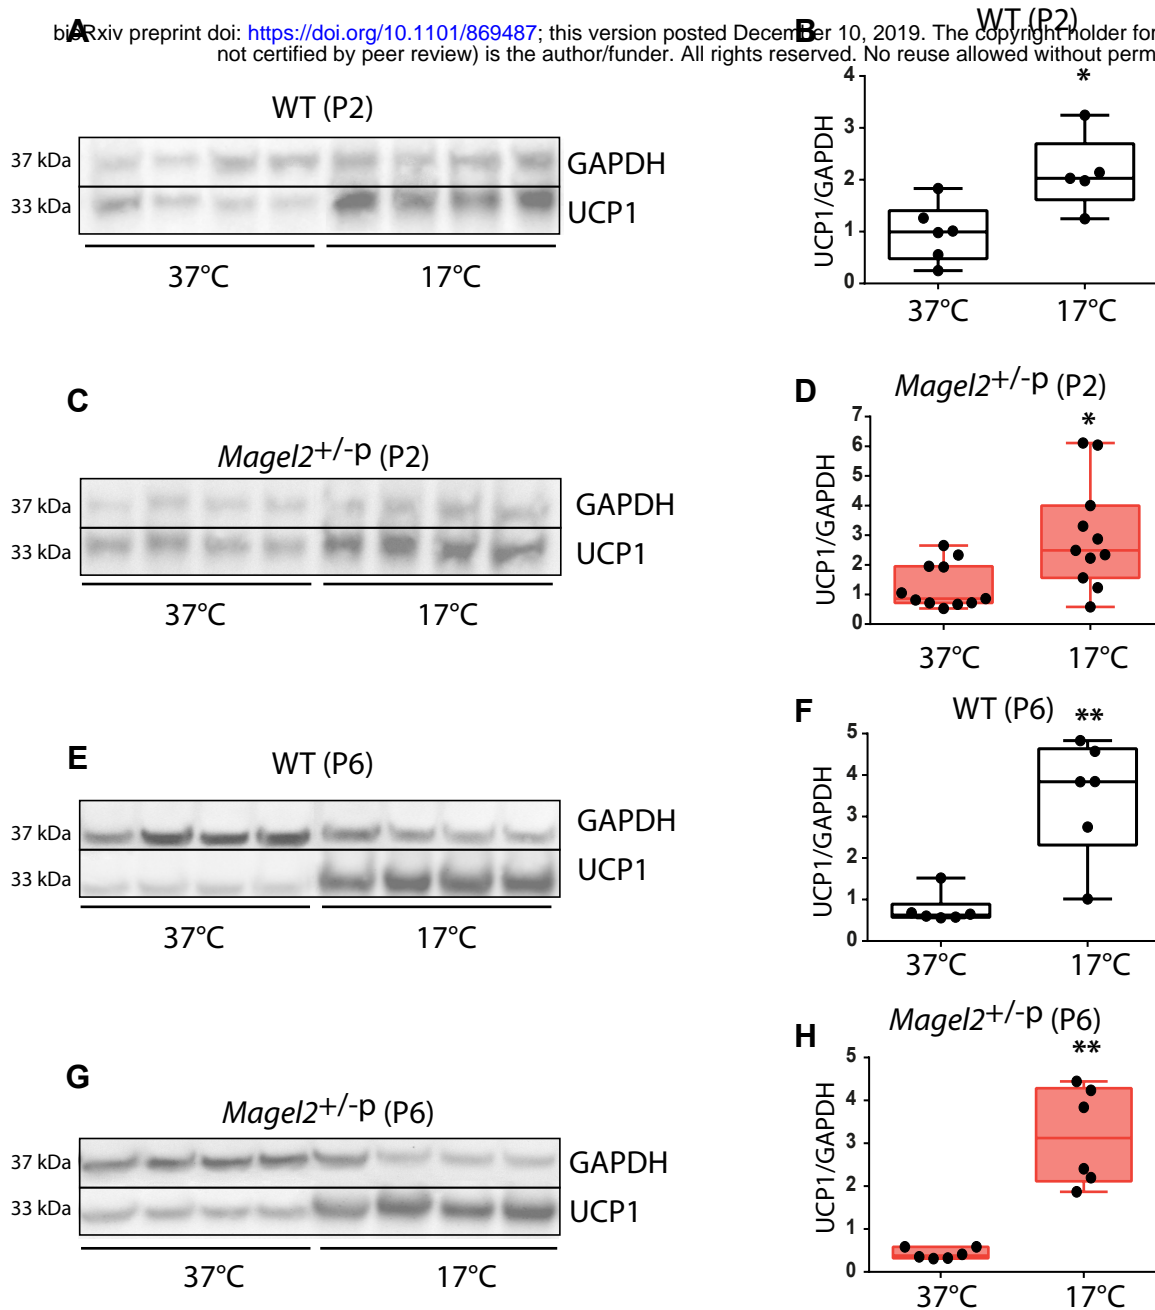 A
bioRxiv preprint doi: https://doi.org/10.1101/869487; this version posted December 10, 2019. The copyright holder for
not certified by peer review) is the author/funder. All rights reserved. No reuse allowed without perm
WT (P2)
37 kDa
GAPDH
33 kDa
UCP1
37°C
17°C
B
WT (P2)
*
UCP1/GAPDH
4
3
2
1
0
37°C
17°C
C
Magel2+/-p (P2)
37 kDa
GAPDH
33 kDa
UCP1
37°C
17°C
D
Magel2+/-p (P2)
*
UCP1/GAPDH
7
6
5
4
3
2
1
0
37°C
17°C
E
WT (P6)
37 kDa
GAPDH
33 kDa
UCP1
37°C
17°C
F
WT (P6)
**
UCP1/GAPDH
5
4
3
2
1
0
37°C
17°C
G
Magel2+/-p (P6)
37 kDa
GAPDH
33 kDa
UCP1
37°C
17°C
H
Magel2+/-p (P6)
**
UCP1/GAPDH
5
4
3
2
1
0
37°C
17°C